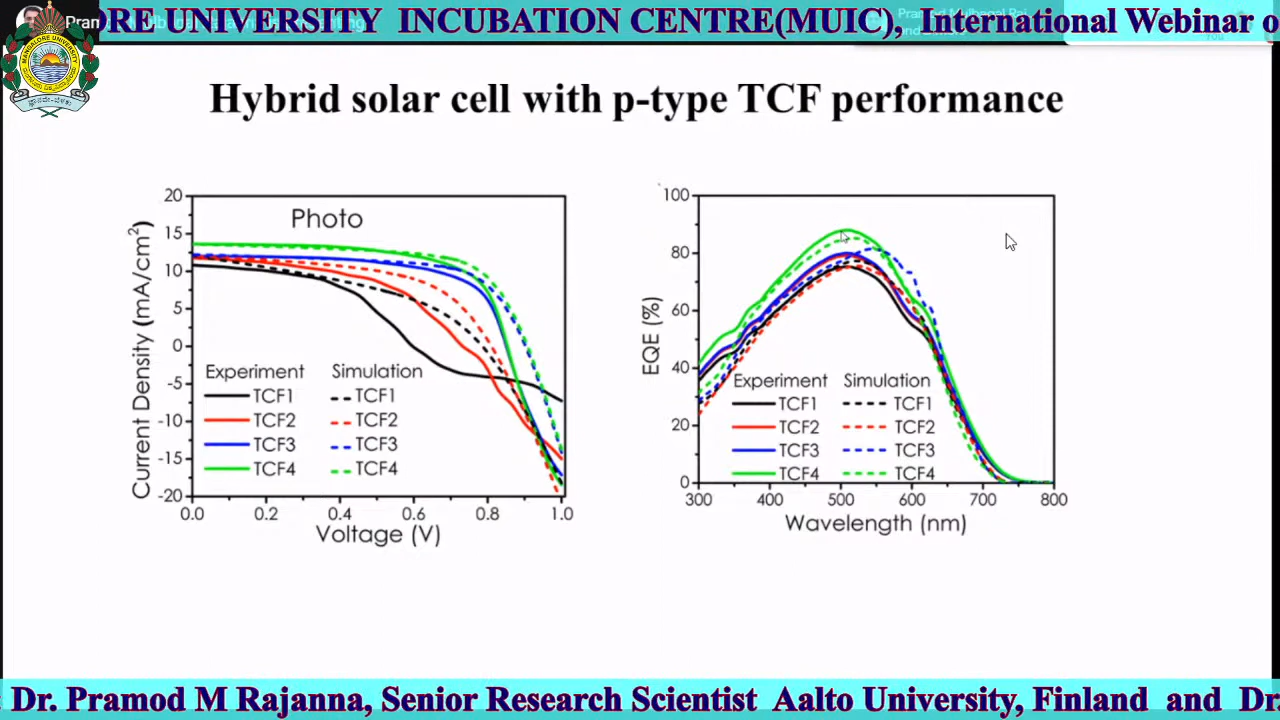 RE UNIVERSITY INCUBATION CENTRE(MUIC), International Webinar o
Hybrid solar cell with p-type TCF performance
Photo
Current Density (mA/cm²)
20
15
10
5
0
-5
-10
-15
-20
0.0 0.2 0.4 0.6 0.8 1.0
Voltage (V)
Experiment Simulation
TCF1 TCF1
TCF2 TCF2
TCF3 TCF3
TCF4 TCF4
EQE (%)
100
80
60
40
20
0
300 400 500 600 700 800
Wavelength (nm)
Experiment Simulation
TCF1 TCF1
TCF2 TCF2
TCF3 TCF3
TCF4 TCF4
: Dr. Pramod M Rajanna, Senior Research Scientist Aalto University, Finland and Dr.